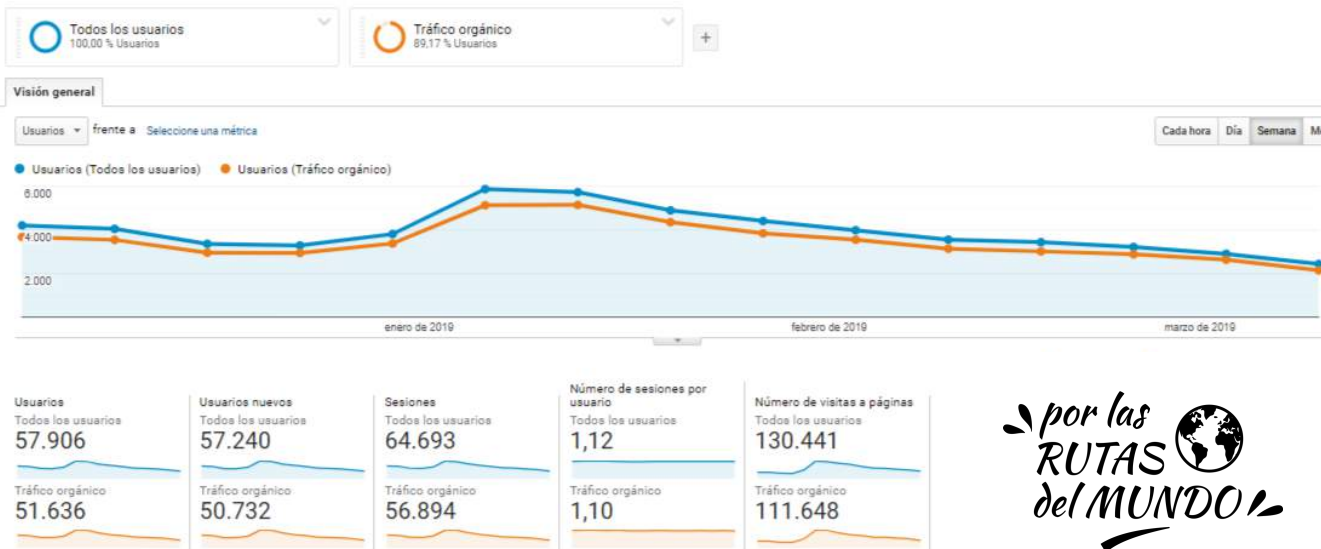 Todos los usuarios
100,00 % Usuarios
Tráfico orgánico
89,17 % Usuarios
+
Visión general
Usuarios frente a Seleccione una métrica
Cada hora Día Semana M
Usuarios (Todos los usuarios) Usuarios (Tráfico orgánico)
6.000
4.000
2.000
enero de 2019 febrero de 2019 marzo de 2019
Usuarios
Todos los usuarios
57.906
Tráfico orgánico
51.636
Usuarios nuevos
Todos los usuarios
57.240
Tráfico orgánico
50.732
Sesiones
Todos los usuarios
64.693
Tráfico orgánico
56.894
Número de sesiones por
usuario
Todos los usuarios
1,12
Tráfico orgánico
1,10
Número de visitas a páginas
Todos los usuarios
130.441
Tráfico orgánico
111.648
por las
RUTAS
del MUNDO